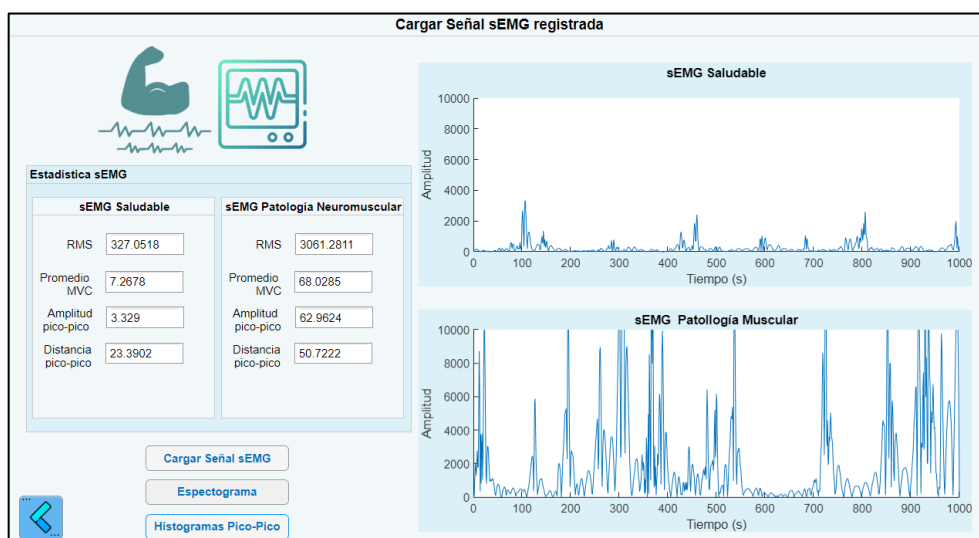 Cargar Señal sEMG registrada
Estadística sEMG
sEMG Saludable
RMS 327.0518
Promedio MVC 7.2678
Amplitud pico-pico 3.329
Distancia pico-pico 23.3902
sEMG Patología Neuromuscular
RMS 3061.2811
Promedio MVC 68.0285
Amplitud pico-pico 62.9624
Distancia pico-pico 50.7222
Cargar Señal sEMG
Espectograma
Histogramas Pico-Pico
sEMG Saludable
Amplitud
10000
8000
6000
4000
2000
0
0 100 200 300 400 500 600 700 800 900 1000
Tiempo (s)
sEMG Patollogía Muscular
Amplitud
10000
8000
6000
4000
2000
0
0 100 200 300 400 500 600 700 800 900 1000
Tiempo (s)